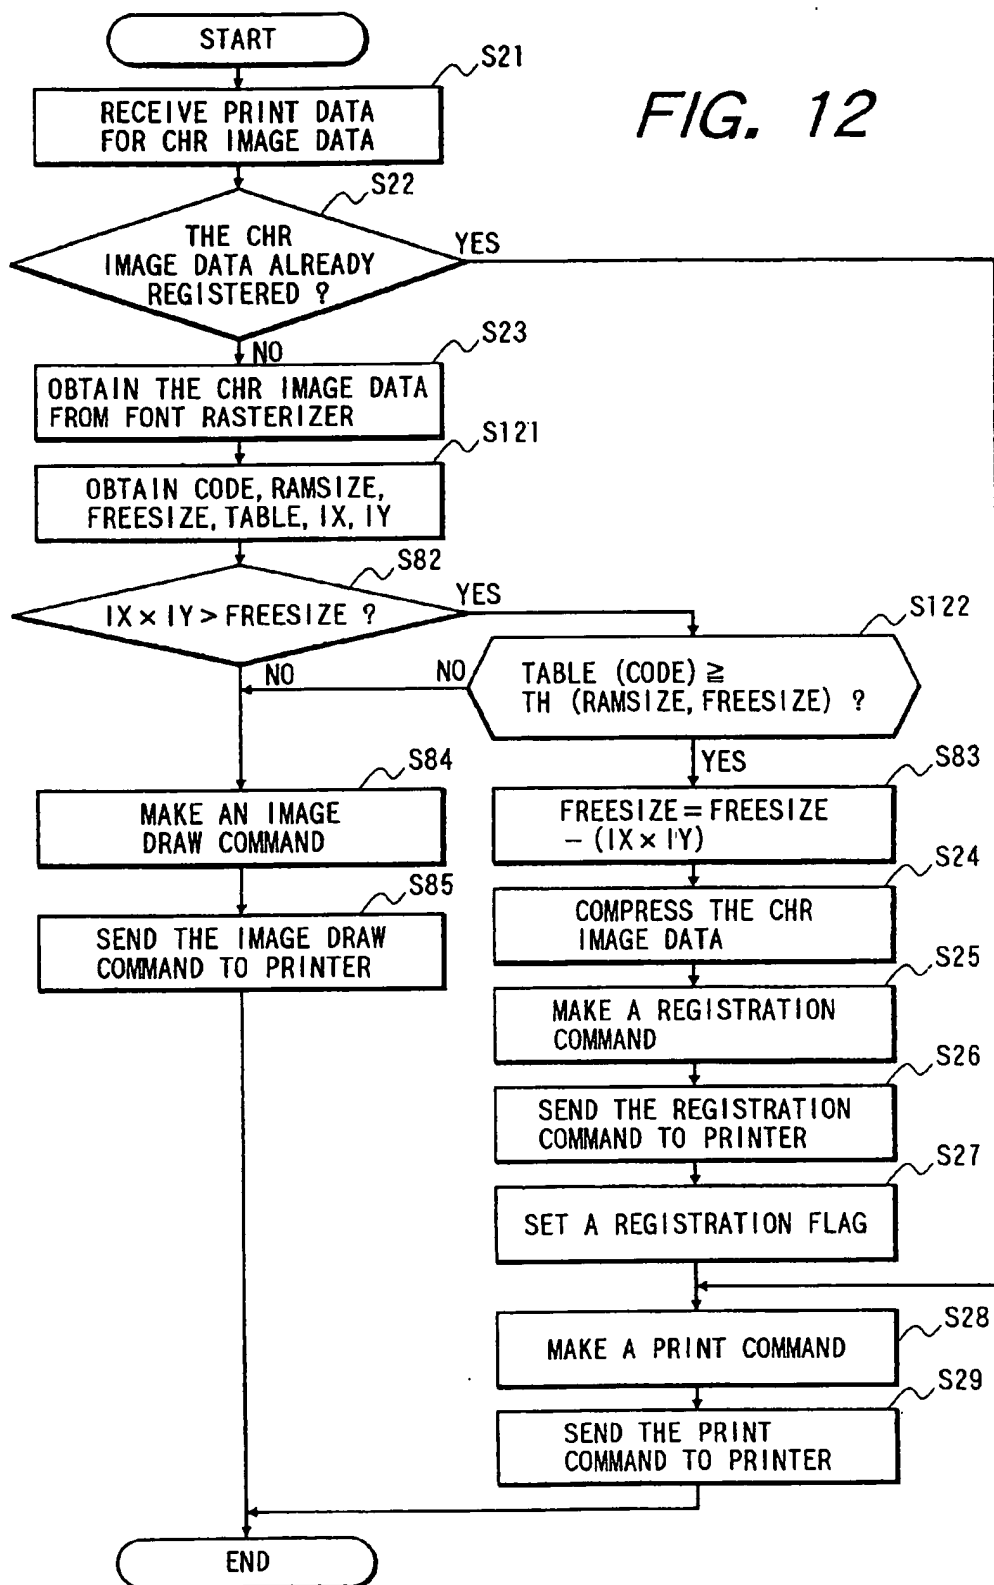 FIG. 12
START
S21
RECEIVE PRINT DATA
FOR CHR IMAGE DATA
S22
THE CHR
IMAGE DATA ALREADY
REGISTERED ?
YES
NO
S23
OBTAIN THE CHR IMAGE DATA
FROM FONT RASTERIZER
S121
OBTAIN CODE, RAMSIZE,
FREESIZE, TABLE, IX, IY
S82
IX × IY > FREESIZE ?
YES
NO
S122
TABLE (CODE) ≧
TH (RAMSIZE, FREESIZE) ?
NO
YES
S84
MAKE AN IMAGE
DRAW COMMAND
S85
SEND THE IMAGE DRAW
COMMAND TO PRINTER
S83
FREESIZE = FREESIZE
− (IX × IY)
S24
COMPRESS THE CHR
IMAGE DATA
S25
MAKE A REGISTRATION
COMMAND
S26
SEND THE REGISTRATION
COMMAND TO PRINTER
S27
SET A REGISTRATION FLAG
S28
MAKE A PRINT COMMAND
S29
SEND THE PRINT
COMMAND TO PRINTER
END